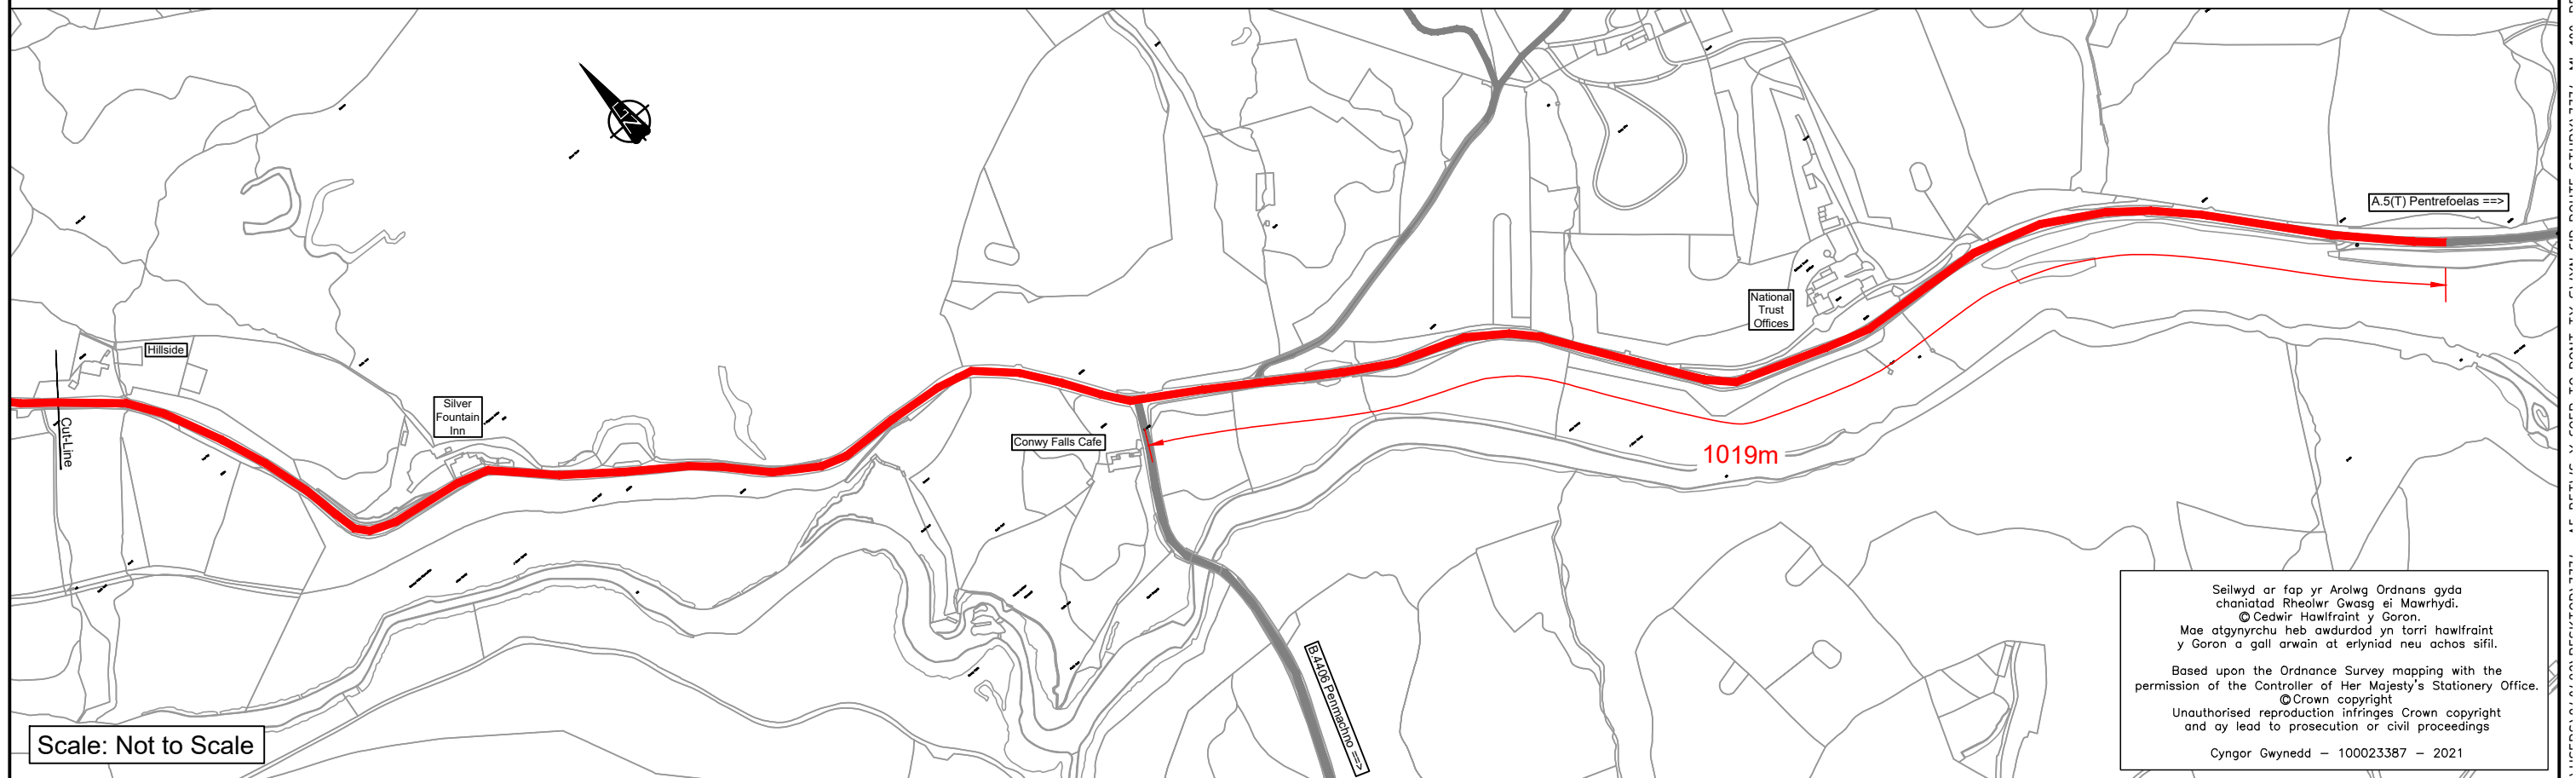 A.5(T) Pentrefoelas ==>
National
Trust
Offices
Hillside
Silver
Fountain
Inn
Conwy Falls Cafe
Cut-Line
1019m
B.4406 Penmachno ==>
Scale: Not to Scale
Seilwyd ar fap yr Arolwg Ordnans gyda
chaniatad Rheolwr Gwasg ei Mawrhydi.
© Cedwir Hawlfraint y Goron.
Mae atgynyrchu heb awdurdod yn torri hawlfraint
y Goron a gall arwain at erlyniad neu achos sifil.
Based upon the Ordnance Survey mapping with the
permission of the Controller of Her Majesty's Stationery Office.
© Crown copyright
Unauthorised reproduction infringes Crown copyright
and ay lead to prosecution or civil proceedings
Cyngor Gwynedd - 100023387 - 2021